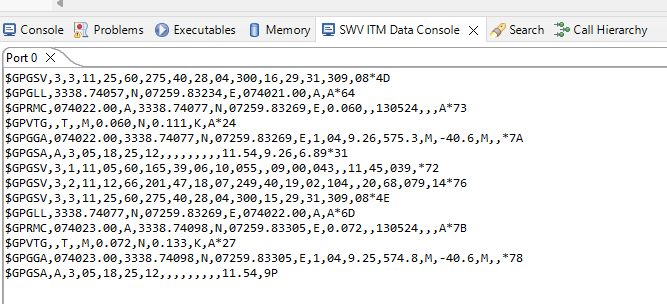 Console Problems Executables Memory SWV ITM Data Console Search Call Hierarchy
Port 0
$GPGSV,3,3,11,25,60,275,40,28,04,300,16,29,31,309,08*4D
$GPGLL,3338.74057,N,07259.83234,E,074021.00,A,A*64
$GPRMC,074022.00,A,3338.74077,N,07259.83269,E,0.060,,130524,,,A*73
$GPVTG,,T,,M,0.060,N,0.111,K,A*24
$GPGGA,074022.00,3338.74077,N,07259.83269,E,1,04,9.26,575.3,M,-40.6,M,,*7A
$GPGSA,A,3,05,18,25,12,,,,,,,,,11.54,9.26,6.89*31
$GPGSV,3,1,11,05,60,165,39,06,10,055,,09,00,043,,11,45,039,*72
$GPGSV,3,2,11,12,66,201,47,18,07,249,40,19,02,104,,20,68,079,14*76
$GPGSV,3,3,11,25,60,275,40,28,04,300,15,29,31,309,08*4E
$GPGLL,3338.74077,N,07259.83269,E,074022.00,A,A*6D
$GPRMC,074023.00,A,3338.74098,N,07259.83305,E,0.072,,130524,,,A*7B
$GPVTG,,T,,M,0.072,N,0.133,K,A*27
$GPGGA,074023.00,3338.74098,N,07259.83305,E,1,04,9.25,574.8,M,-40.6,M,,*78
$GPGSA,A,3,05,18,25,12,,,,,,,,,11.54,9P